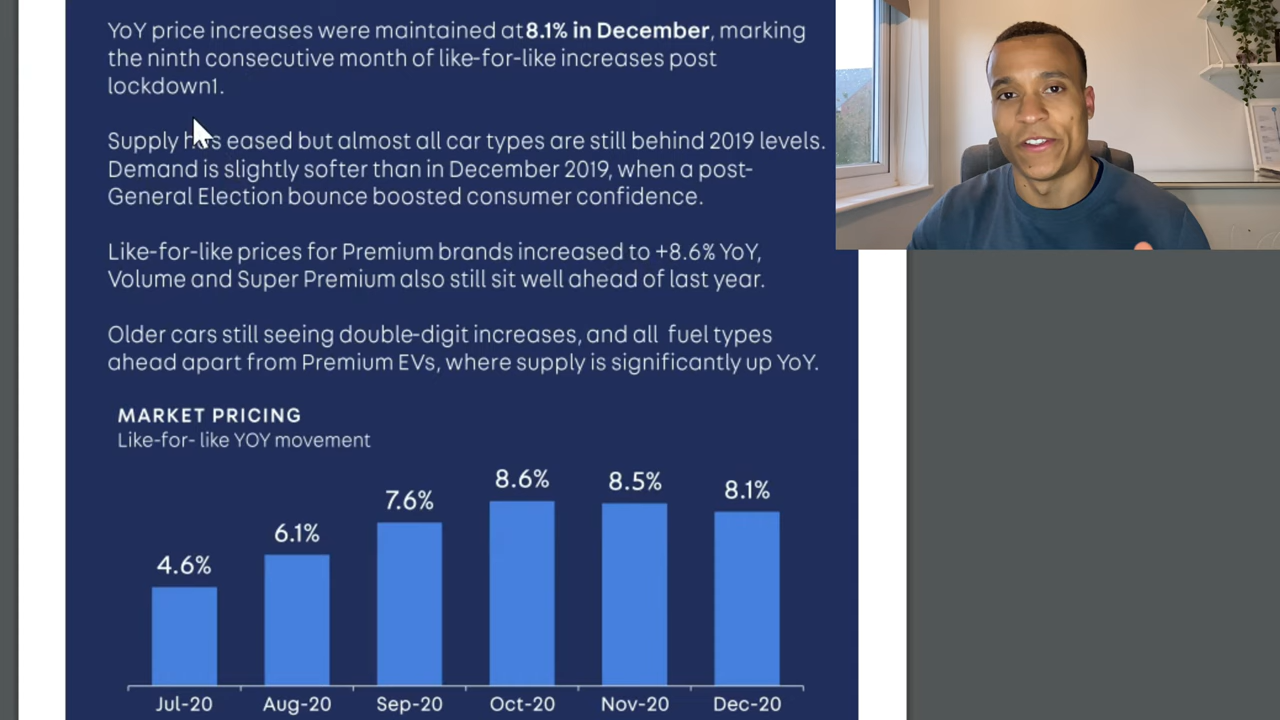 YoY price increases were maintained at 8.1% in December, marking
the ninth consecutive month of like-for-like increases post
lockdown1.
Supply has eased but almost all car types are still behind 2019 levels.
Demand is slightly softer than in December 2019, when a post-
General Election bounce boosted consumer confidence.
Like-for-like prices for Premium brands increased to +8.6% YoY,
Volume and Super Premium also still sit well ahead of last year.
Older cars still seeing double-digit increases, and all fuel types
ahead apart from Premium EVs, where supply is significantly up YoY.
MARKET PRICING
Like-for- like YOY movement
4.6%
6.1%
7.6%
8.6%
8.5%
8.1%
Jul-20
Aug-20
Sep-20
Oct-20
Nov-20
Dec-20